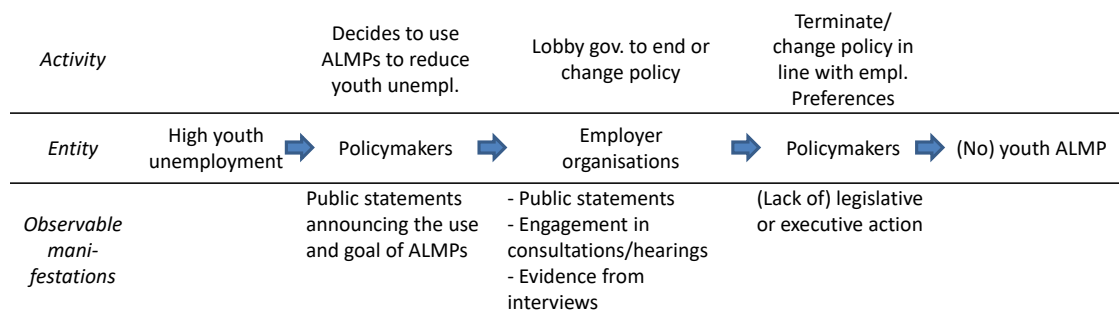 Activity
Decides to use
ALMPs to reduce
youth unempl.
Lobby gov. to end or
change policy
Terminate/
change policy in
line with empl.
Preferences
Entity
High youth
unemployment
Policymakers
Employer
organisations
Policymakers
(No) youth ALMP
Observable
mani-
festations
Public statements
announcing the use
and goal of ALMPs
- Public statements
- Engagement in
consultations/hearings
- Evidence from
interviews
(Lack of) legislative
or executive action